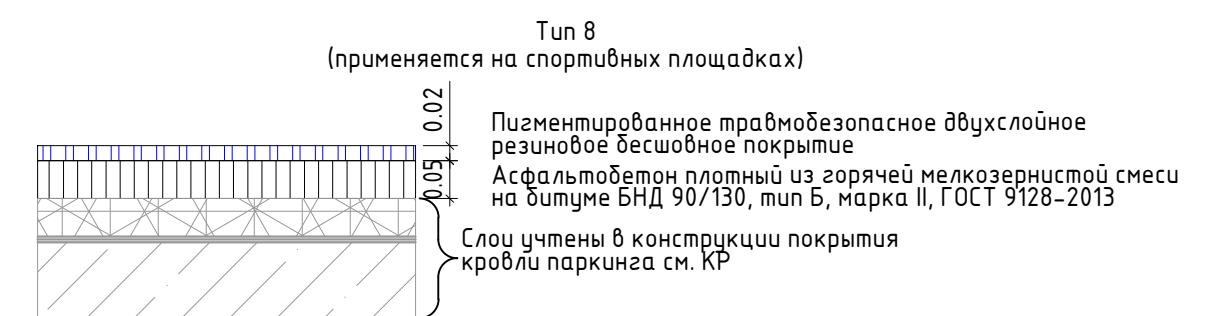 Тип 8
(применяется на спортивных площадках)
0.02
Пигментированное травмобезопасное двухслойное
резиновое бесшовное покрытие
0.05
Асфальтобетон плотный из горячей мелкозернистой смеси
на битуме БНД 90/130, тип Б, марка II, ГОСТ 9128-2013
Слои учтены в конструкции покрытия
кровли паркинга см. КР